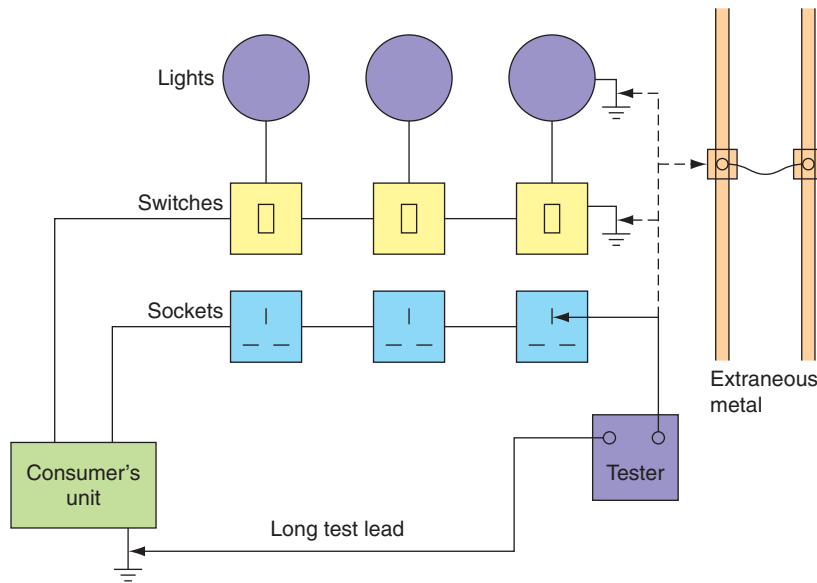 Lights
Switches
Sockets
Extraneous
metal
Consumer's
unit
Tester
Long test lead